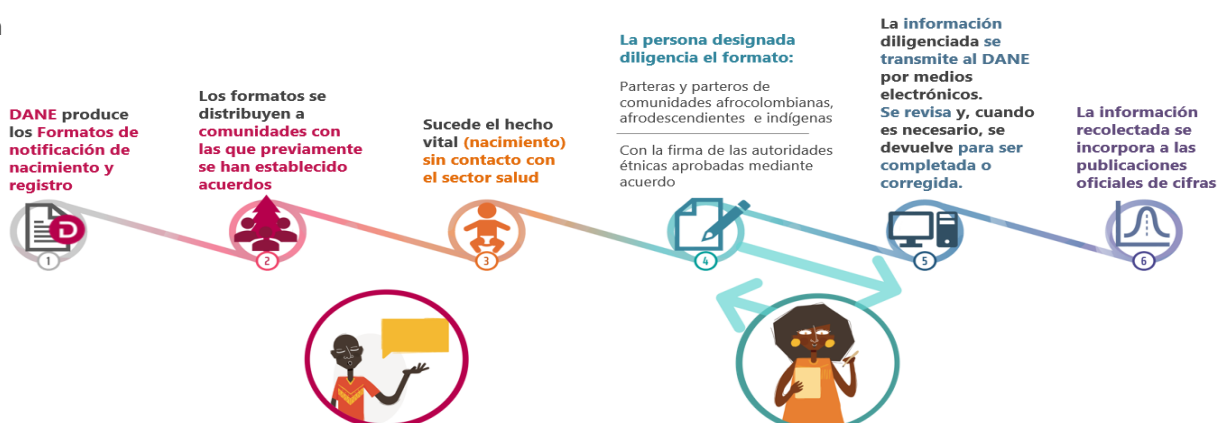 DANE produce
los Formatos de
notificación de
nacimiento y
registro
1
Los formatos se
distribuyen a
comunidades con
las que previamente
se han establecido
acuerdos
2
Sucede el hecho
vital (nacimiento)
sin contacto con
el sector salud
3
La persona designada
diligencia el formato:
Parteras y parteros de
comunidades afrocolombianas,
afrodescendientes e indígenas
Con la firma de las autoridades
étnicas aprobadas mediante
acuerdo
4
La información
diligenciada se
transmite al DANE
por medios
electrónicos.
Se revisa y, cuando
es necesario, se
devuelve para ser
completada o
corregida.
5
La información
recolectada se
incorpora a las
publicaciones
oficiales de cifras
6